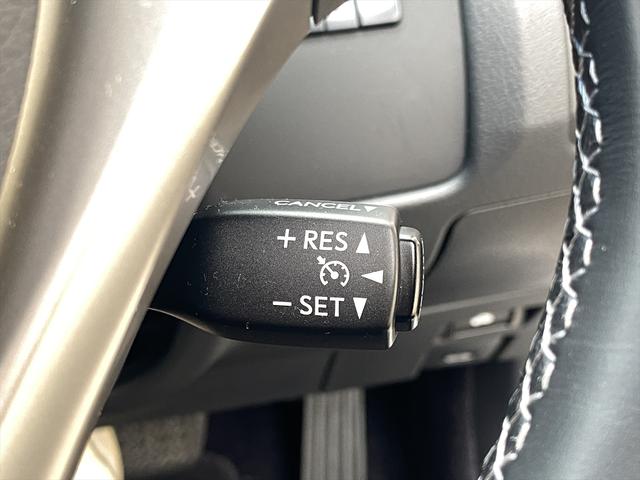 CANCEL▼
+ RES ▲
◀
− SET ▼